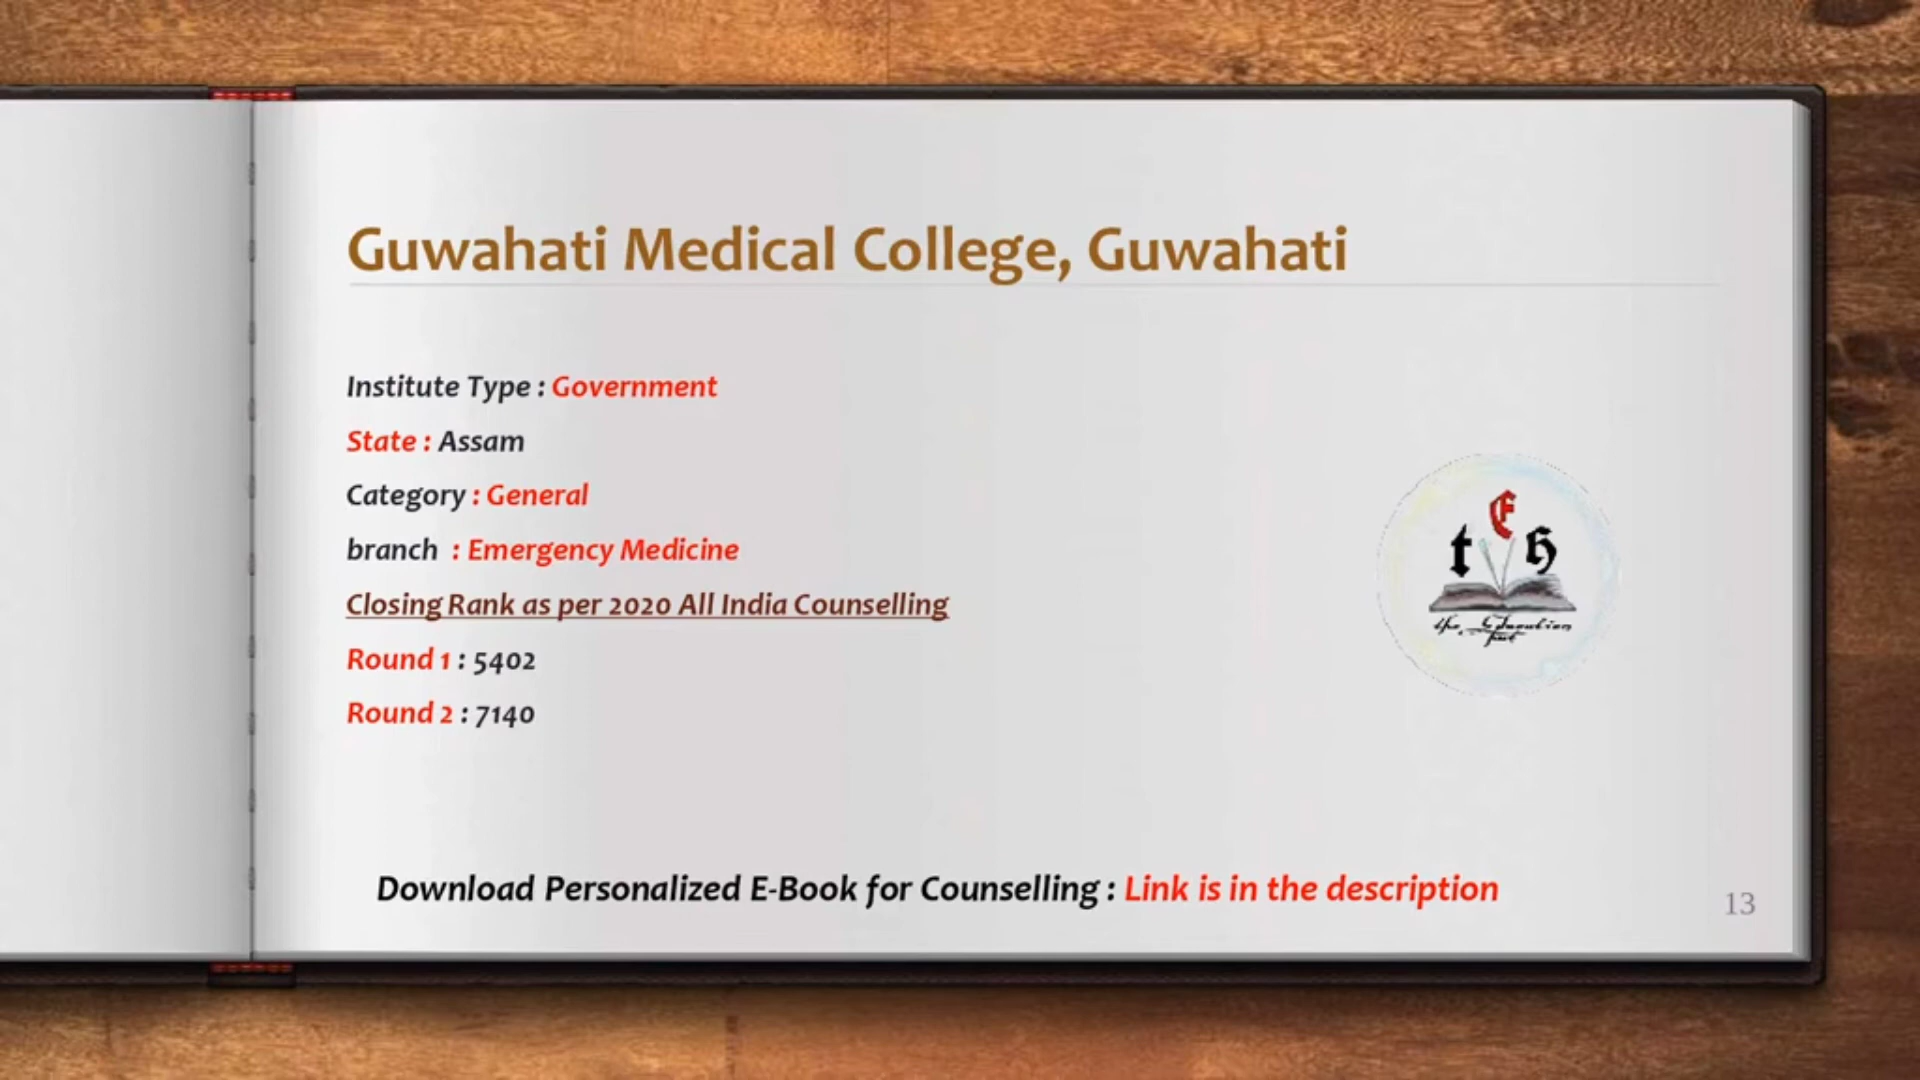 Guwahati Medical College, Guwahati
Institute Type : Government
State : Assam
Category : General
branch : Emergency Medicine
Closing Rank as per 2020 All India Counselling
Round 1 : 5402
Round 2 : 7140
t E h
the Education
Download Personalized E-Book for Counselling : Link is in the description
13